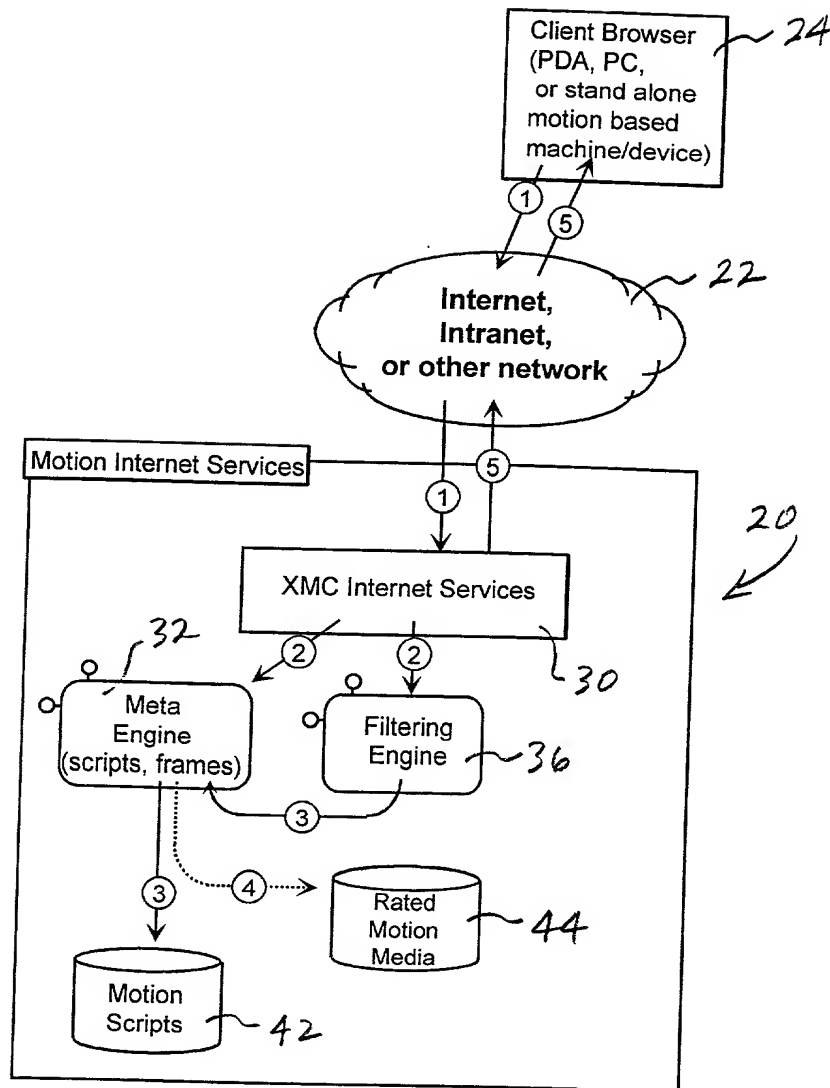 Client Browser
(PDA, PC,
or stand alone
motion based
machine/device)
24
1
5
22
Internet,
Intranet,
or other network
Motion Internet Services
5
1
20
XMC Internet Services
30
32
2
2
Meta
Engine
(scripts, frames)
Filtering
Engine
36
3
3
4
Rated
Motion
Media
44
Motion
Scripts
42